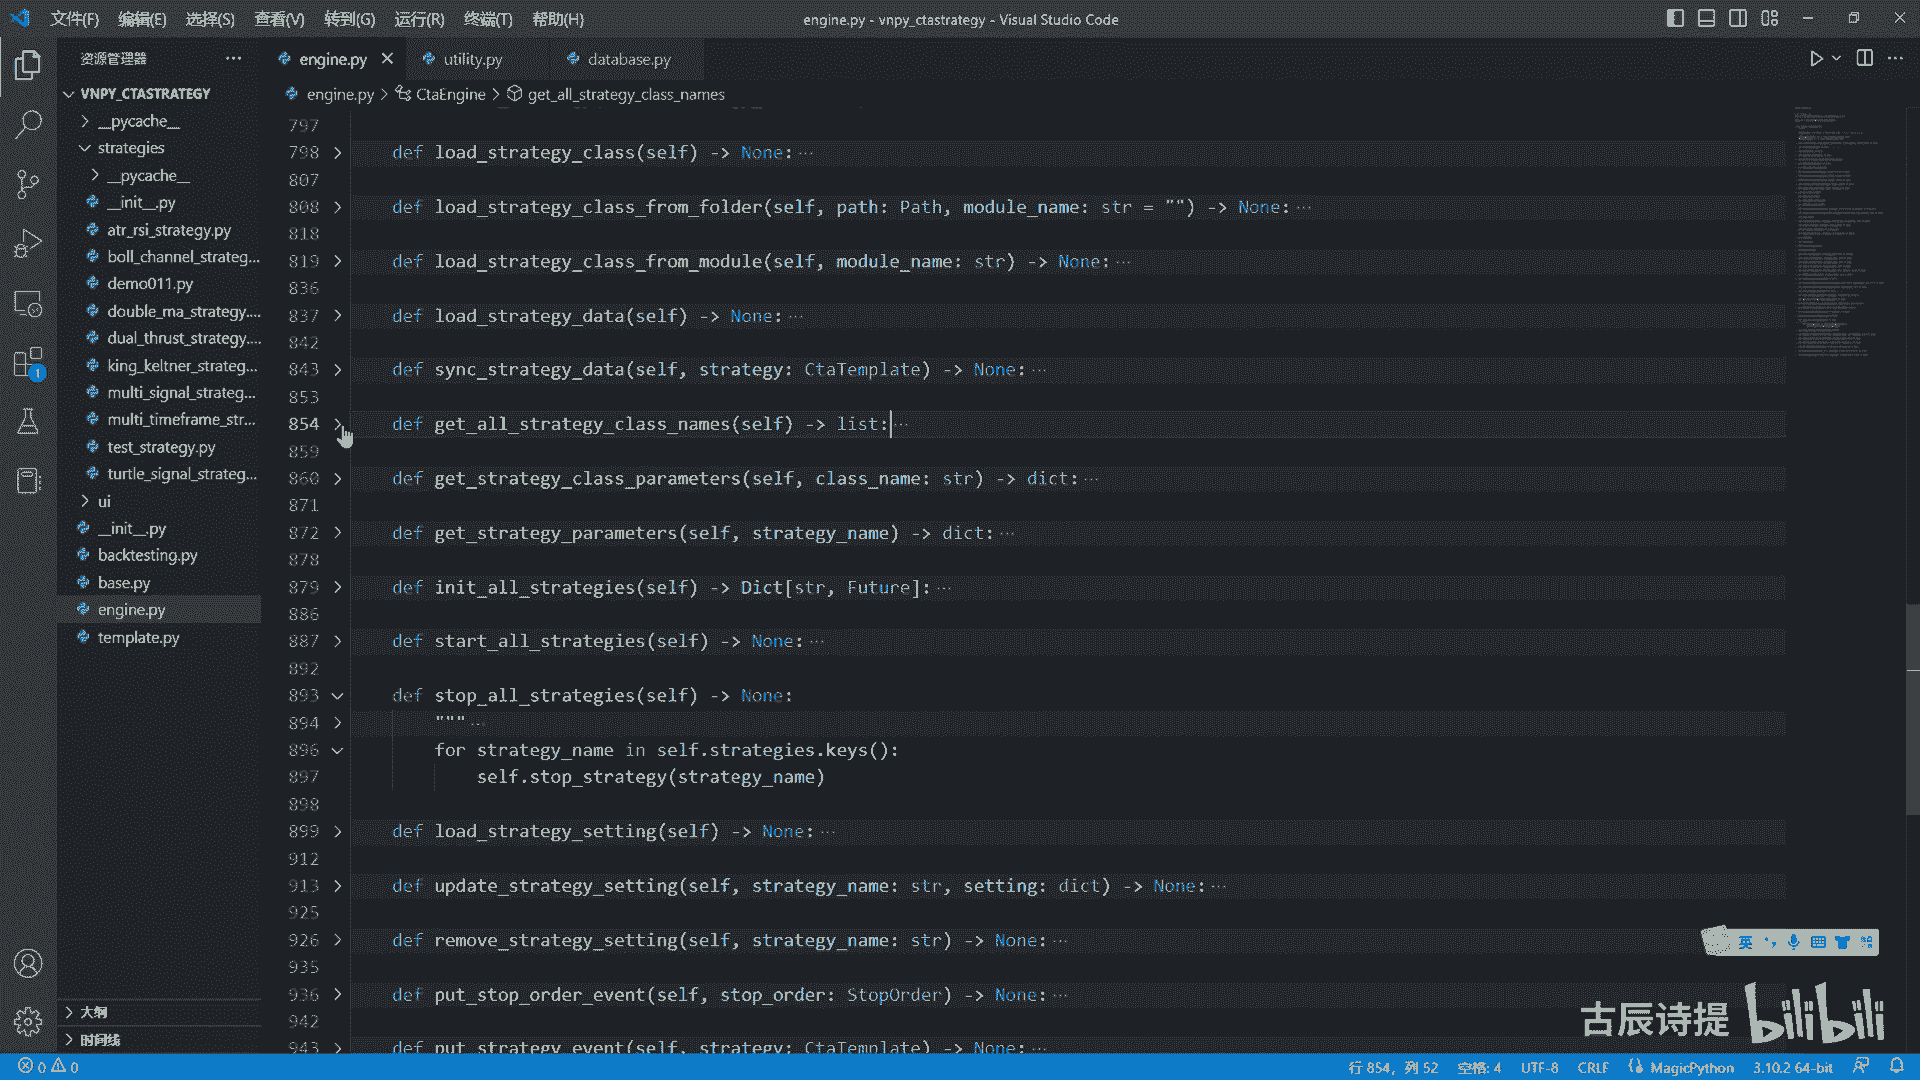 文件(F) 编辑(E) 选择(S) 查看(V) 转到(G) 运行(R) 终端(T) 帮助(H) engine.py - vnpy_ctastrategy - Visual Studio Code
资源管理器 ···
VNPY_CTASTRATEGY
__pycache__
strategies
__pycache__
__init__.py
atr_rsi_strategy.py
boll_channel_strateg...
demo011.py
double_ma_strategy....
dual_thrust_strategy....
king_keltner_strateg...
multi_signal_strateg...
multi_timeframe_str...
test_strategy.py
turtle_signal_strateg...
ui
__init__.py
backtesting.py
base.py
engine.py
template.py
大纲
时间线
1
engine.py utility.py database.py
engine.py > CtaEngine > get_all_strategy_class_names
797
798 def load_strategy_class(self) -> None:···
807
808 def load_strategy_class_from_folder(self, path: Path, module_name: str = "") -> None:···
818
819 def load_strategy_class_from_module(self, module_name: str) -> None:···
836
837 def load_strategy_data(self) -> None:···
842
843 def sync_strategy_data(self, strategy: CtaTemplate) -> None:···
853
854 def get_all_strategy_class_names(self) -> list:···
859
860 def get_strategy_class_parameters(self, class_name: str) -> dict:···
871
872 def get_strategy_parameters(self, strategy_name) -> dict:···
878
879 def init_all_strategies(self) -> Dict[str, Future]:···
886
887 def start_all_strategies(self) -> None:···
892
893 def stop_all_strategies(self) -> None:
894 """···
896 for strategy_name in self.strategies.keys():
897 self.stop_strategy(strategy_name)
898
899 def load_strategy_setting(self) -> None:···
912
913 def update_strategy_setting(self, strategy_name: str, setting: dict) -> None:···
925
926 def remove_strategy_setting(self, strategy_name: str) -> None:···
935
936 def put_stop_order_event(self, stop_order: StopOrder) -> None:···
942
943 def put_strategy_event(self, strategy: CtaTemplate) -> None:···
英
古辰诗提 bilibili
0 0 行 854，列 52 空格: 4 UTF-8 CRLF MagicPython 3.10.2 64-bit